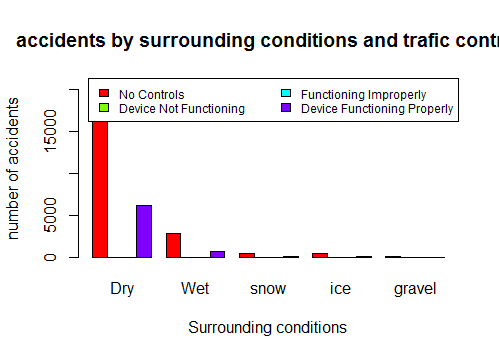 accidents by surrounding conditions and trafic contr
No Controls
Device Not Functioning
Functioning Improperly
Device Functioning Properly
number of accidents
15000
5000
0
Dry Wet snow ice gravel
Surrounding conditions